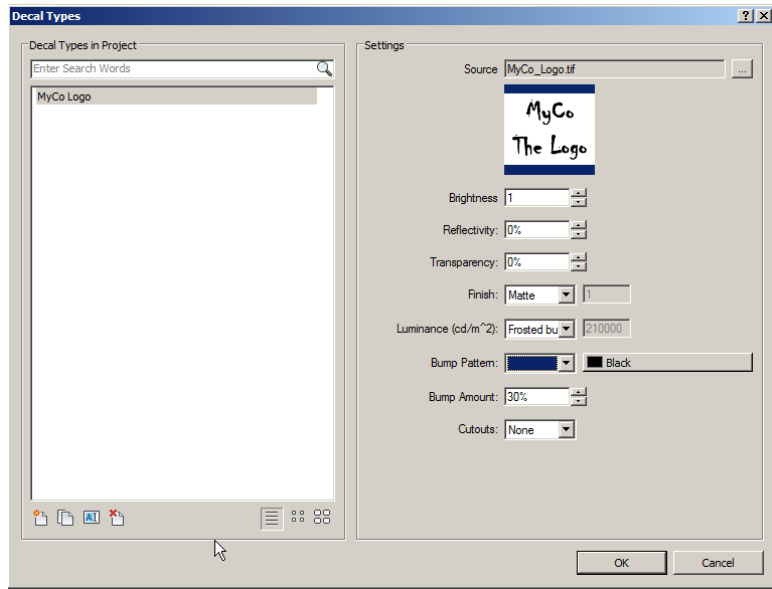 Decal Types
Decal Types in Project
Enter Search Words
MyCo Logo
Settings
Source MyCo_Logo.tif ...
MyCo
The Logo
Brightness 1
Reflectivity: 0%
Transparency: 0%
Finish: Matte 1
Luminance (cd/m^2): Frosted bu 210000
Bump Pattern: Black
Bump Amount: 30%
Cutouts: None
OK Cancel